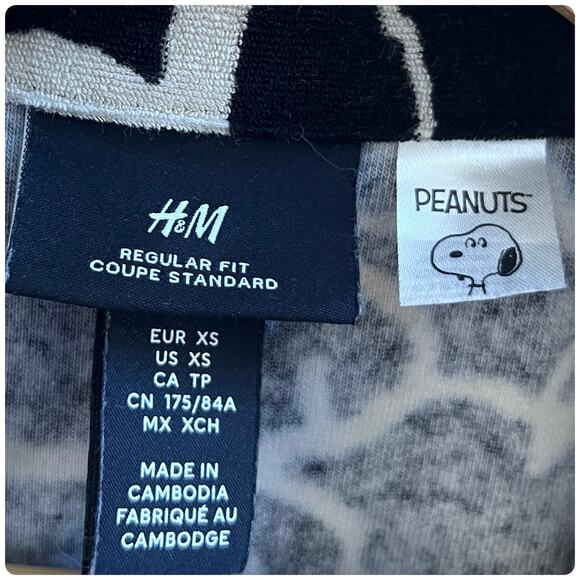 H&M
REGULAR FIT
COUPE STANDARD
PEANUTS™
EUR XS
US XS
CA TP
CN 175/84A
MX XCH
MADE IN
CAMBODIA
FABRIQUÉ AU
CAMBODGE